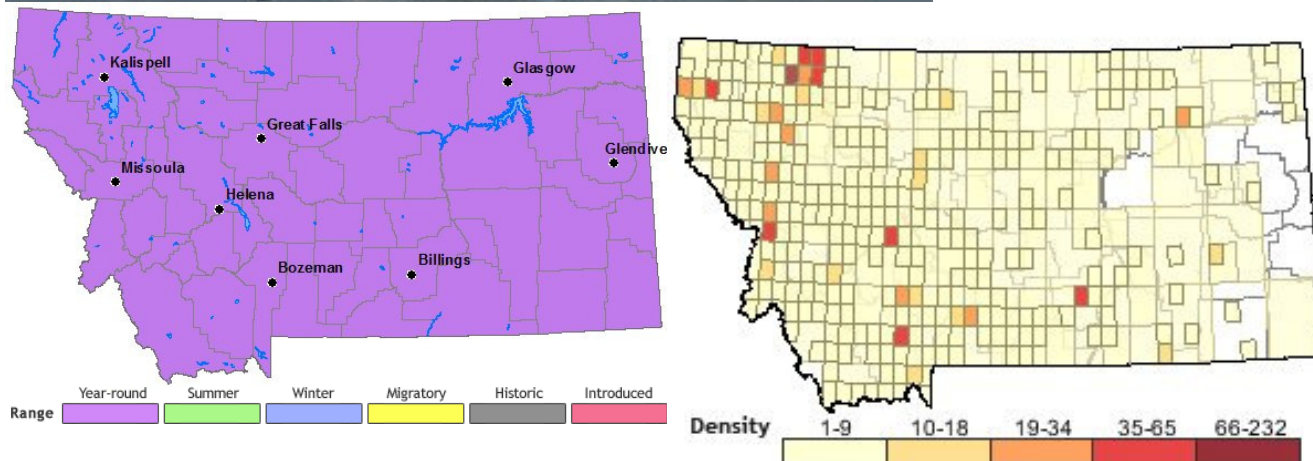 Kalispell
Glasgow
Great Falls
Glendive
Missoula
Helena
Bozeman
Billings
Range Year-round Summer Winter Migratory Historic Introduced
Density 1-9 10-18 19-34 35-65 66-232